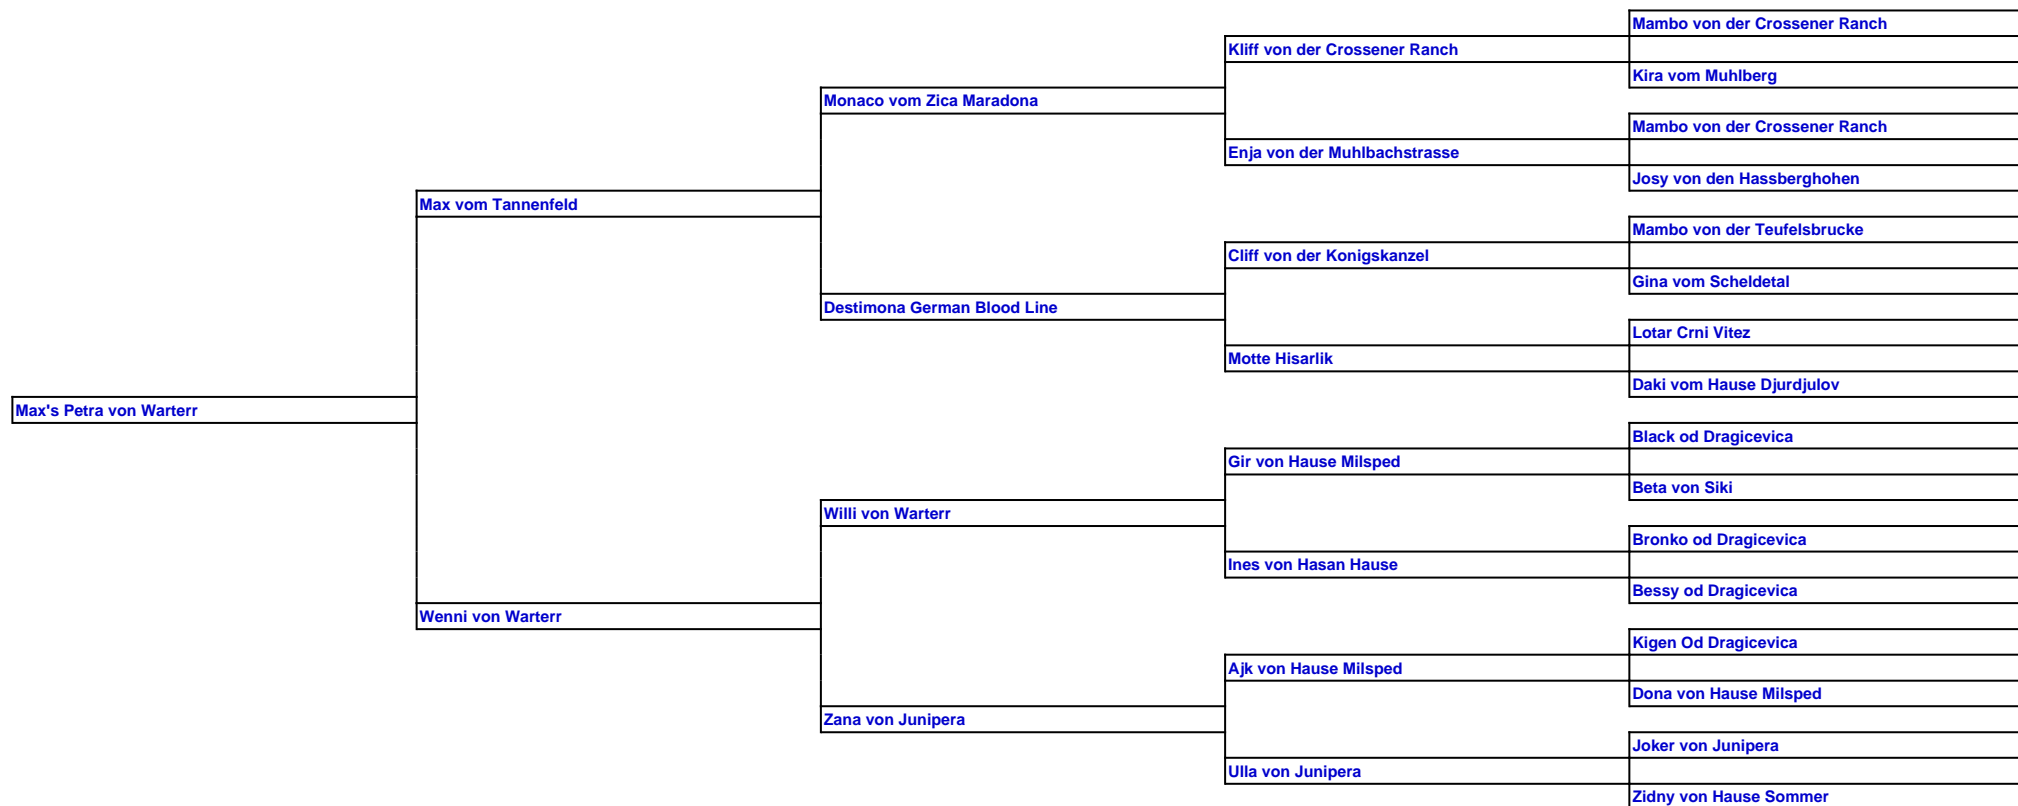 Mambo von der Crossener Ranch
Kliff von der Crossener Ranch
Kira vom Muhlberg
Monaco vom Zica Maradona
Mambo von der Crossener Ranch
Enja von der Muhlbachstrasse
Josy von den Hassberghohen
Max vom Tannenfeld
Mambo von der Teufelsbrucke
Cliff von der Konigskanzel
Gina vom Scheldetal
Destimona German Blood Line
Lotar Crni Vitez
Motte Hisarlik
Daki vom Hause Djurdjulov
Max's Petra von Warterr
Black od Dragicevica
Gir von Hause Milsped
Beta von Siki
Willi von Warterr
Bronko od Dragicevica
Ines von Hasan Hause
Bessy od Dragicevica
Wenni von Warterr
Kigen Od Dragicevica
Ajk von Hause Milsped
Dona von Hause Milsped
Zana von Junipera
Joker von Junipera
Ulla von Junipera
Zidny von Hause Sommer